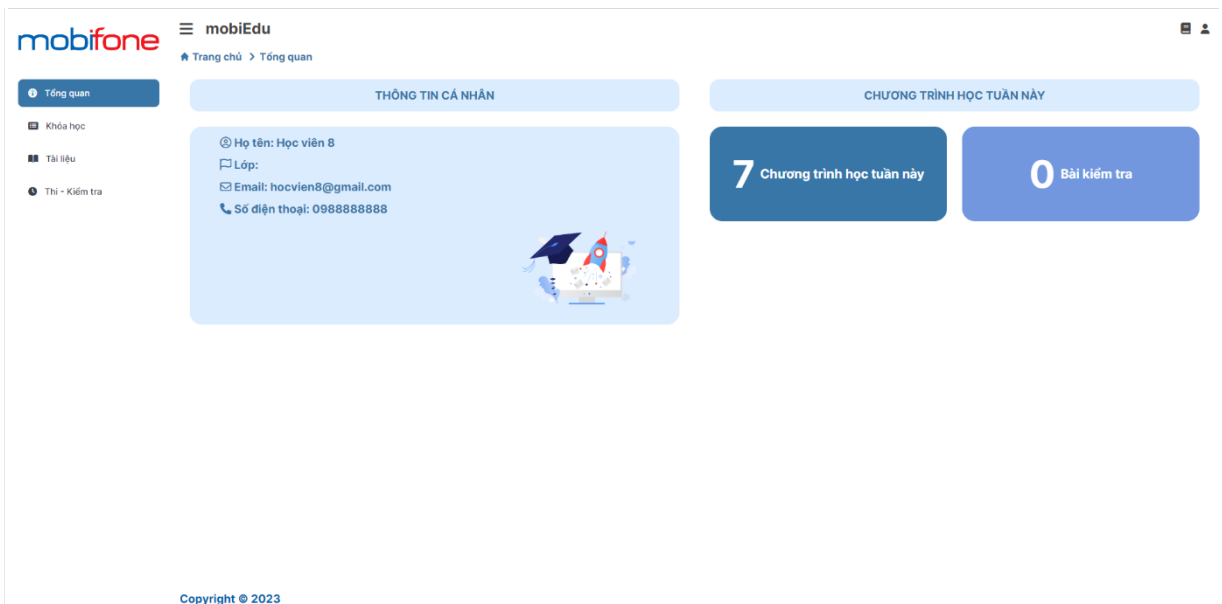 mobifone
mobiEdu
Trang chủ > Tổng quan
Tổng quan
Khóa học
Tài liệu
Thi - Kiểm tra
THÔNG TIN CÁ NHÂN
Họ tên: Học viên 8
Lớp:
Email: hocvien8@gmail.com
Số điện thoại: 0988888888
CHƯƠNG TRÌNH HỌC TUẦN NÀY
7 Chương trình học tuần này
0 Bài kiểm tra
Copyright © 2023